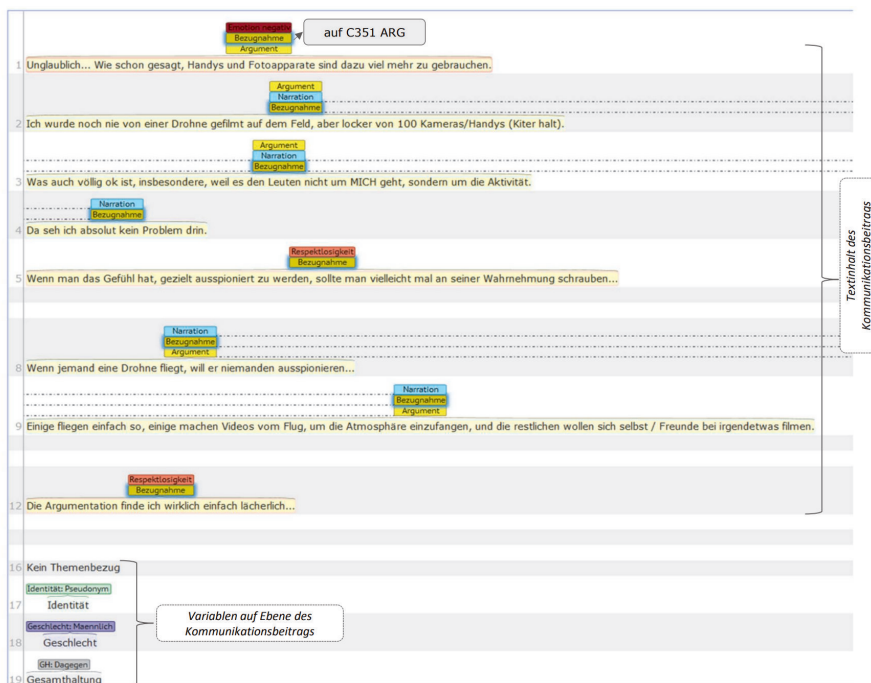 Emotion negativ
Bezugnahme
Argument
auf C351 ARG
1 Unglaublich... Wie schon gesagt, Handys und Fotoapparate sind dazu viel mehr zu gebrauchen.
Argument
Narration
Bezugnahme
2 Ich wurde noch nie von einer Drohne gefilmt auf dem Feld, aber locker von 100 Kameras/Handys (Kiter halt).
Argument
Narration
Bezugnahme
3 Was auch völlig ok ist, insbesondere, weil es den Leuten nicht um MICH geht, sondern um die Aktivität.
Narration
Bezugnahme
4 Da seh ich absolut kein Problem drin.
Respektlosigkeit
Bezugnahme
5 Wenn man das Gefühl hat, gezielt ausspioniert zu werden, sollte man vielleicht mal an seiner Wahrnehmung schrauben...
Narration
Bezugnahme
Argument
8 Wenn jemand eine Drohne fliegt, will er niemanden ausspionieren...
Narration
Bezugnahme
Argument
9 Einige fliegen einfach so, einige machen Videos vom Flug, um die Atmosphäre einzufangen, und die restlichen wollen sich selbst / Freunde bei irgendetwas filmen.
Respektlosigkeit
Bezugnahme
12 Die Argumentation finde ich wirklich einfach lächerlich...
Textinhalt des
Kommunikationsbeitrags
16 Kein Themenbezug
Identität: Pseudonym
17 Identität
Geschlecht: Maennlich
18 Geschlecht
GH: Dagegen
19 Gesamthaltung
Variablen auf Ebene des
Kommunikationsbeitrags